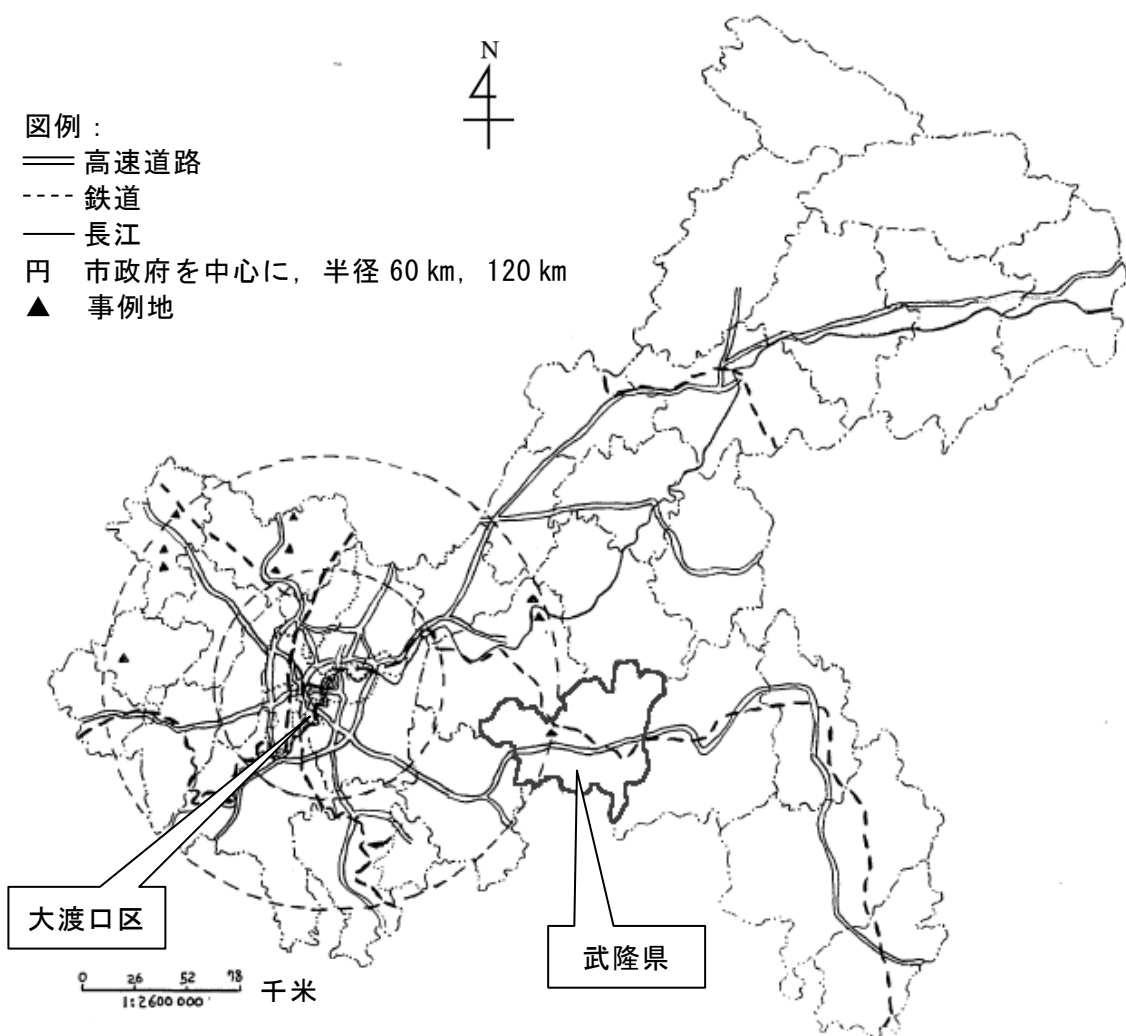 N
図例：
高速道路
鉄道
長江
円 市政府を中心に，半径 60 km，120 km
▲ 事例地
大渡口区
武隆県
0 26 52 78 千米
1:2600000